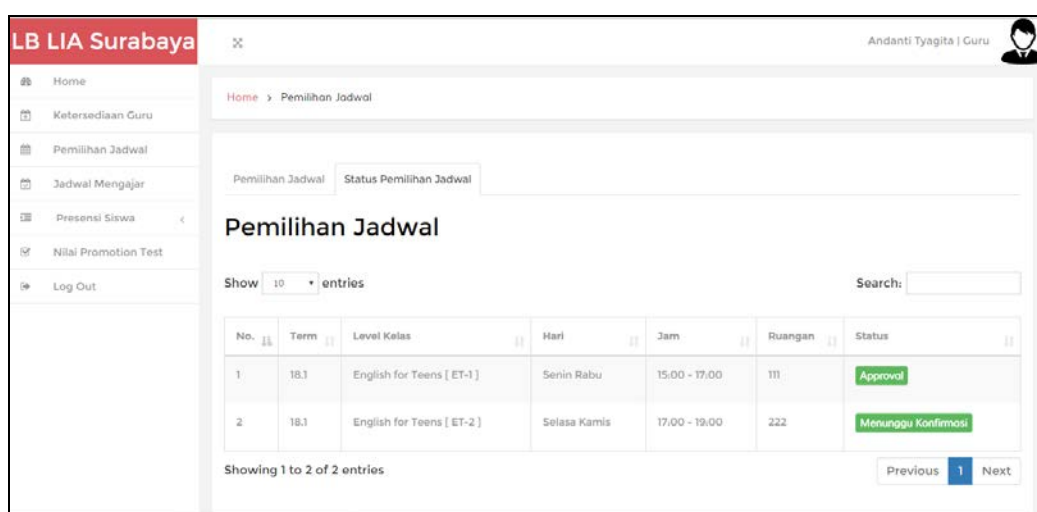 LB LIA Surabaya
Andanti Tyagita | Guru
Home
Ketersediaan Guru
Pemilihan Jadwal
Jadwal Mengajar
Presensi Siswa <
Nilai Promotion Test
Log Out
Home > Pemilihan Jadwal
Pemilihan Jadwal Status Pemilihan Jadwal
Pemilihan Jadwal
Show 10 entries Search:
No. Term Level Kelas Hari Jam Ruangan Status
1 18.1 English for Teens [ ET-1 ] Senin Rabu 15:00 - 17:00 111 Approval
2 18.1 English for Teens [ ET-2 ] Selasa Kamis 17:00 - 19:00 222 Menunggu Konfirmasi
Showing 1 to 2 of 2 entries Previous 1 Next